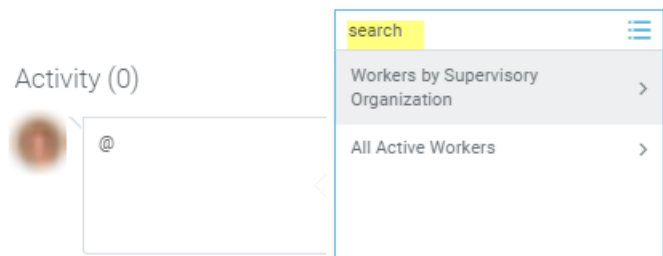 Activity (0)
@
search
Workers by Supervisory
Organization
All Active Workers